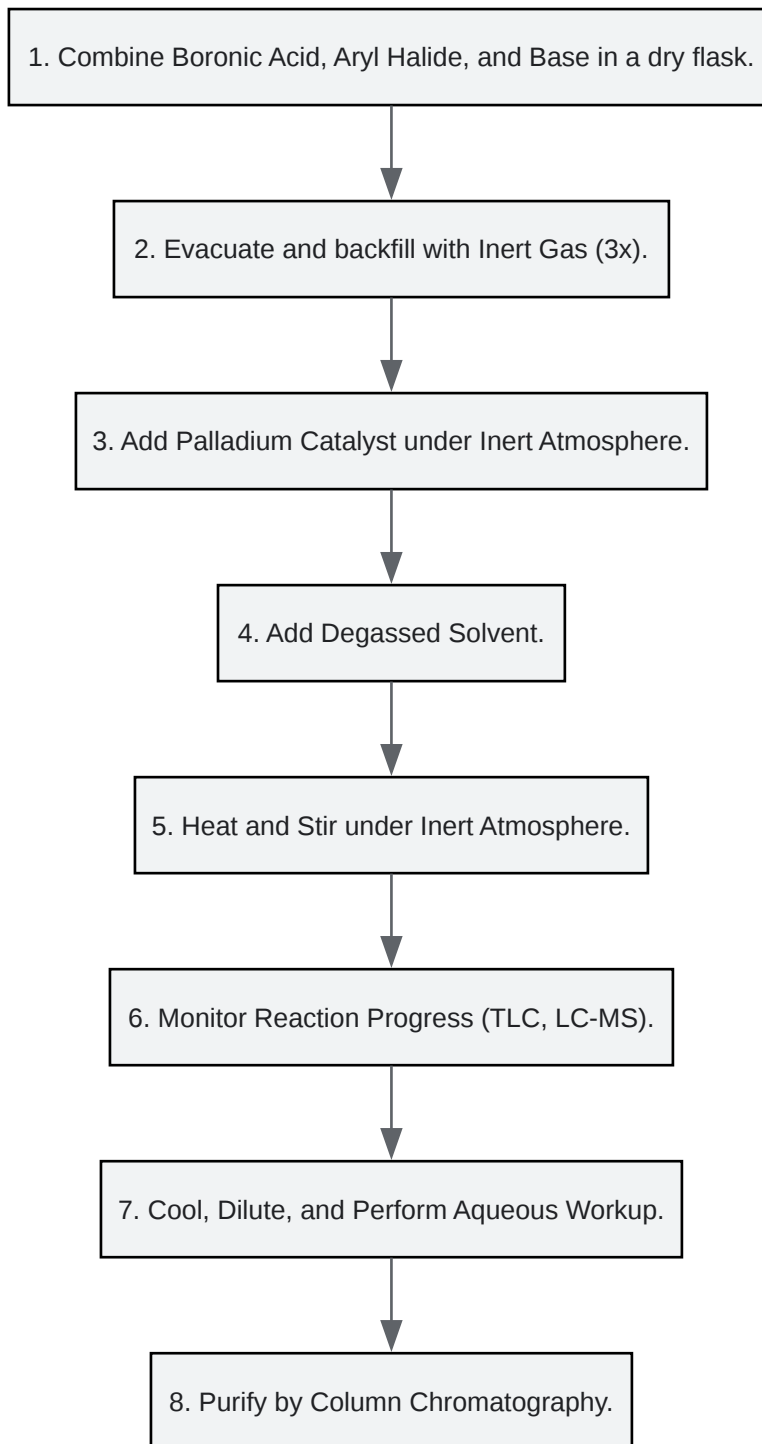 1. Combine Boronic Acid, Aryl Halide, and Base in a dry flask.
2. Evacuate and backfill with Inert Gas (3x).
3. Add Palladium Catalyst under Inert Atmosphere.
4. Add Degassed Solvent.
5. Heat and Stir under Inert Atmosphere.
6. Monitor Reaction Progress (TLC, LC-MS).
7. Cool, Dilute, and Perform Aqueous Workup.
8. Purify by Column Chromatography.